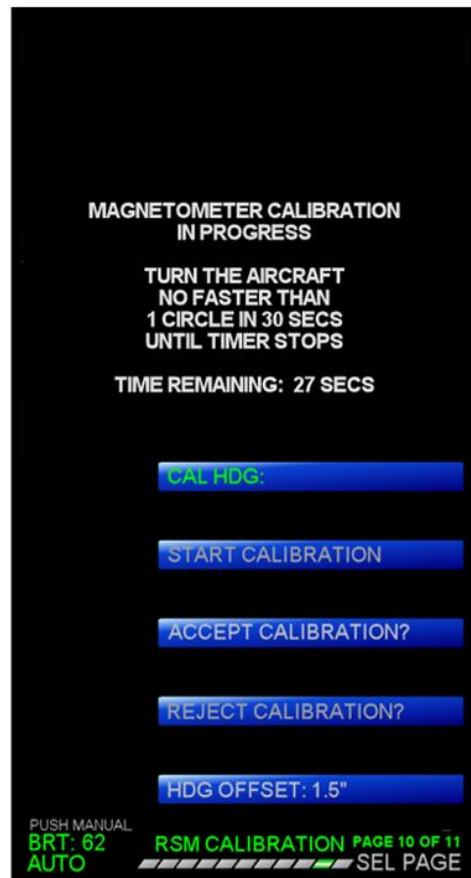 MAGNETOMETER CALIBRATION
IN PROGRESS
TURN THE AIRCRAFT
NO FASTER THAN
1 CIRCLE IN 30 SECS
UNTIL TIMER STOPS
TIME REMAINING: 27 SECS
CAL HDG:
START CALIBRATION
ACCEPT CALIBRATION?
REJECT CALIBRATION?
HDG OFFSET: 1.5"
PUSH MANUAL
BRT: 62
AUTO
RSM CALIBRATION PAGE 10 OF 11
SEL PAGE